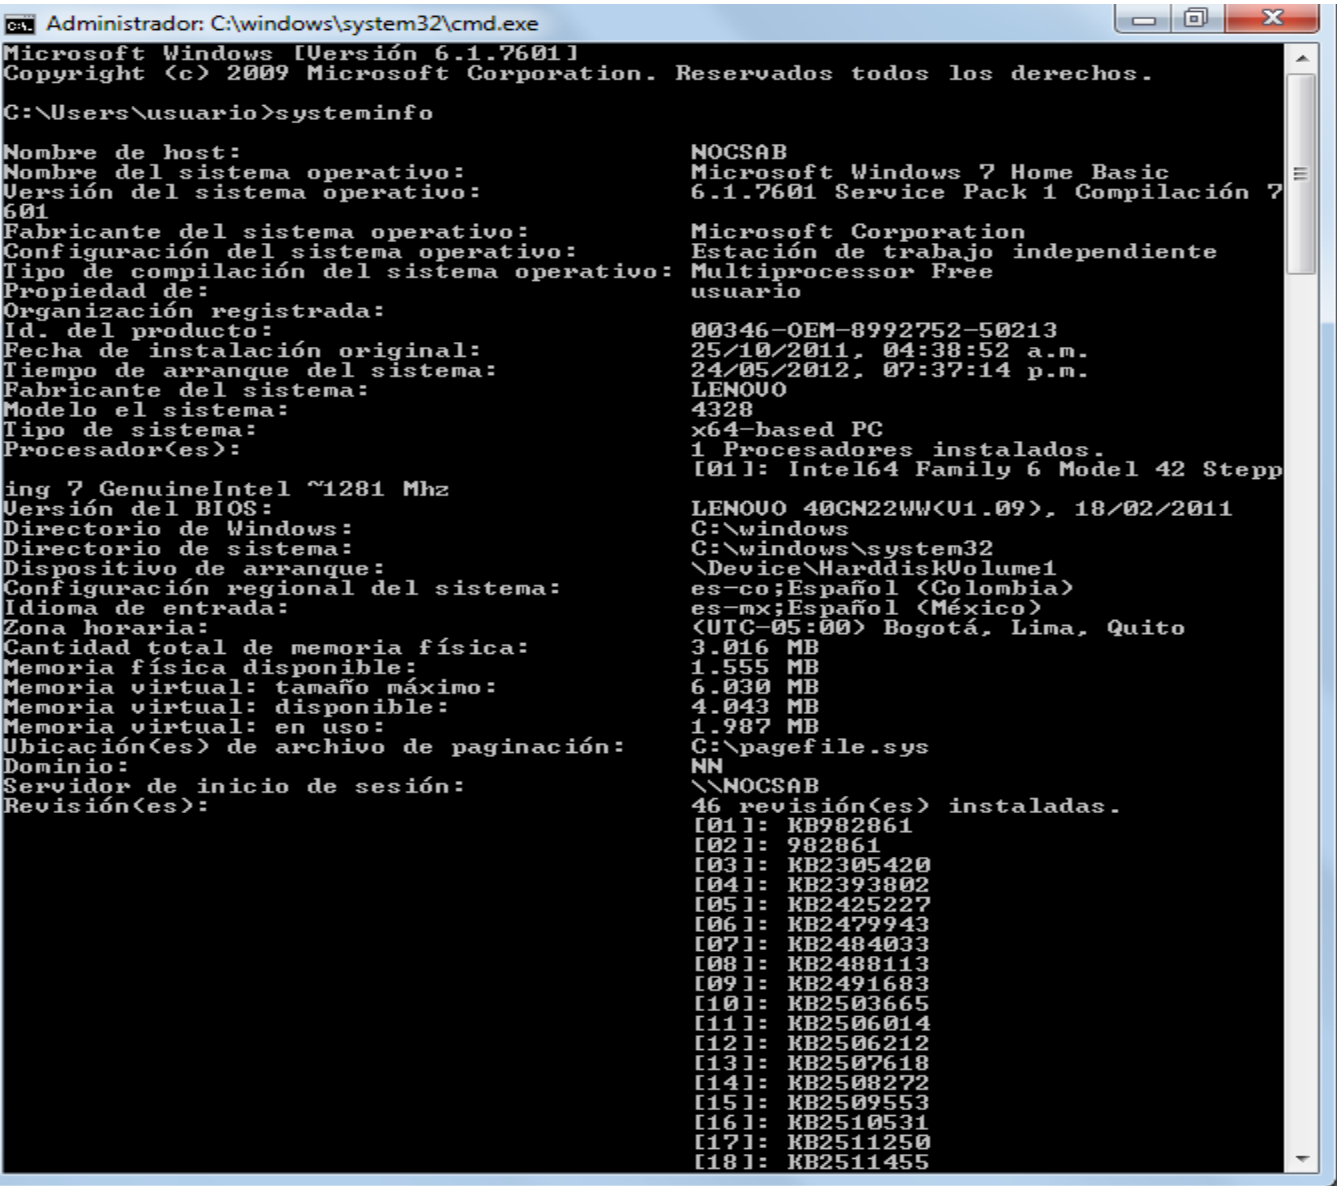 Administrador: C:\windows\system32\cmd.exe
Microsoft Windows [Versión 6.1.7601]
Copyright (c) 2009 Microsoft Corporation. Reservados todos los derechos.
C:\Users\usuario>systeminfo
Nombre de host: NOCSAB
Nombre del sistema operativo: Microsoft Windows 7 Home Basic
Versión del sistema operativo: 6.1.7601 Service Pack 1 Compilación 7
601
Fabricante del sistema operativo: Microsoft Corporation
Configuración del sistema operativo: Estación de trabajo independiente
Tipo de compilación del sistema operativo: Multiprocessor Free
Propiedad de: usuario
Organización registrada:
Id. del producto: 00346-OEM-8992752-50213
Fecha de instalación original: 25/10/2011, 04:38:52 a.m.
Tiempo de arranque del sistema: 24/05/2012, 07:37:14 p.m.
Fabricante del sistema: LENOVO
Modelo el sistema: 4328
Tipo de sistema: x64-based PC
Procesador(es): 1 Procesadores instalados.
[01]: Intel64 Family 6 Model 42 Stepp
ing 7 GenuineIntel ~1281 Mhz
Versión del BIOS: LENOVO 40CN22WW(V1.09), 18/02/2011
Directorio de Windows: C:\windows
Directorio de sistema: C:\windows\system32
Dispositivo de arranque: \Device\HarddiskVolume1
Configuración regional del sistema: es-co;Español (Colombia)
Idioma de entrada: es-mx;Español (México)
Zona horaria: (UTC-05:00) Bogotá, Lima, Quito
Cantidad total de memoria física: 3.016 MB
Memoria física disponible: 1.555 MB
Memoria virtual: tamaño máximo: 6.030 MB
Memoria virtual: disponible: 4.043 MB
Memoria virtual: en uso: 1.987 MB
Ubicación(es) de archivo de paginación: C:\pagefile.sys
Dominio: NN
Servidor de inicio de sesión: \\NOCSAB
Revisión(es): 46 revisión(es) instaladas.
[01]: KB982861
[02]: 982861
[03]: KB2305420
[04]: KB2393802
[05]: KB2425227
[06]: KB2479943
[07]: KB2484033
[08]: KB2488113
[09]: KB2491683
[10]: KB2503665
[11]: KB2506014
[12]: KB2506212
[13]: KB2507618
[14]: KB2508272
[15]: KB2509553
[16]: KB2510531
[17]: KB2511250
[18]: KB2511455